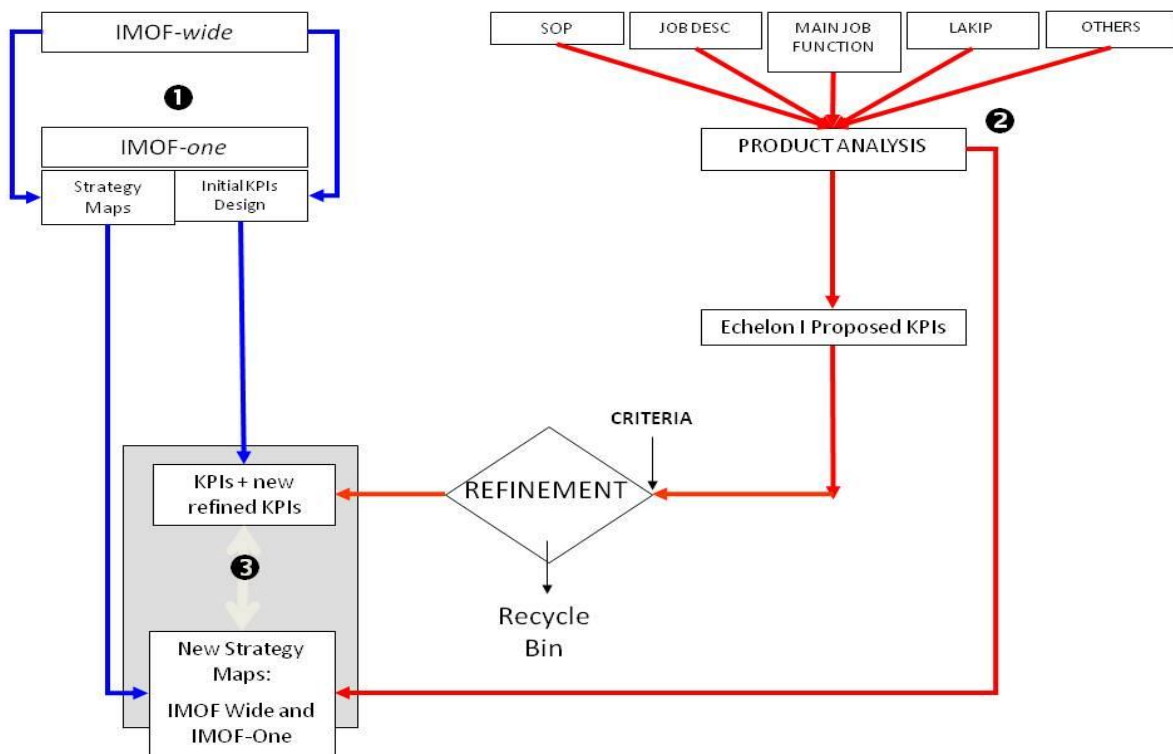 IMOF-wide
❶
IMOF-one
Strategy
Maps
Initial KPIs
Design
SOP
JOB DESC
MAIN JOB
FUNCTION
LAKIP
OTHERS
❷
PRODUCT ANALYSIS
Echelon I Proposed KPIs
CRITERIA
REFINEMENT
Recycle
Bin
KPIs + new
refined KPIs
❸
New Strategy
Maps:
IMOF Wide and
IMOF-One